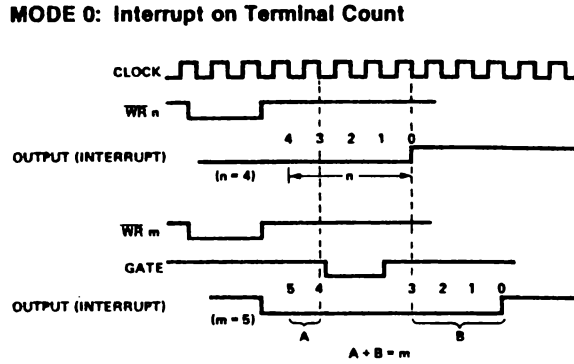 MODE 0: Interrupt on Terminal Count
CLOCK
WR n
4 3 2 1 0
OUTPUT (INTERRUPT)
(n = 4) n
WR m
GATE
5 4 3 2 1 0
OUTPUT (INTERRUPT)
(m = 5)
A B
A + B = m